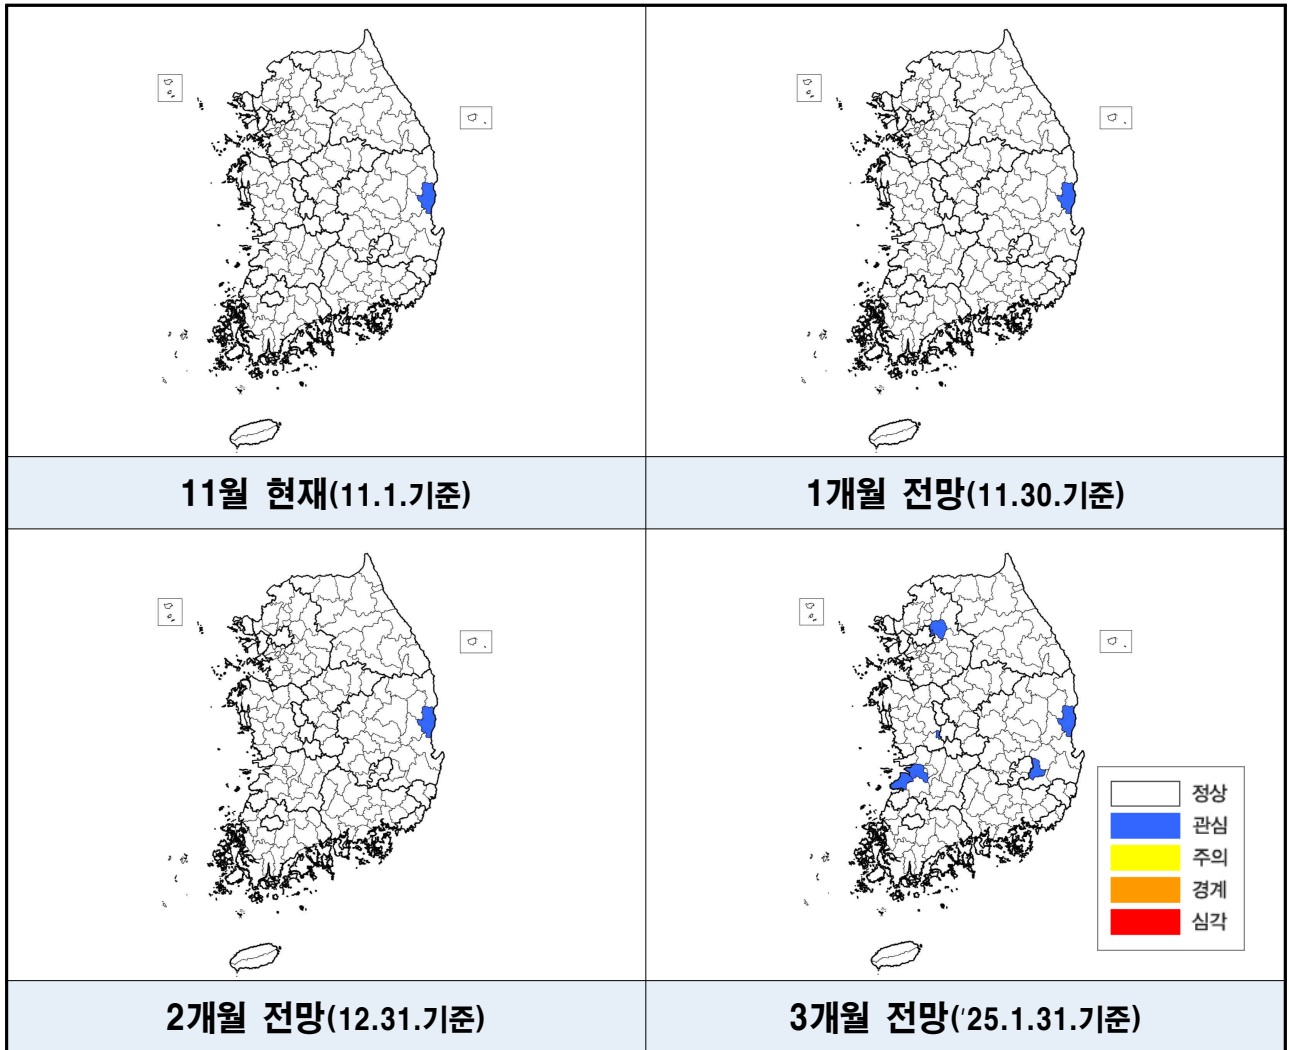 11월 현재(11.1.기준)
1개월 전망(11.30.기준)
2개월 전망(12.31.기준)
정상
관심
주의
경계
심각
3개월 전망('25.1.31.기준)